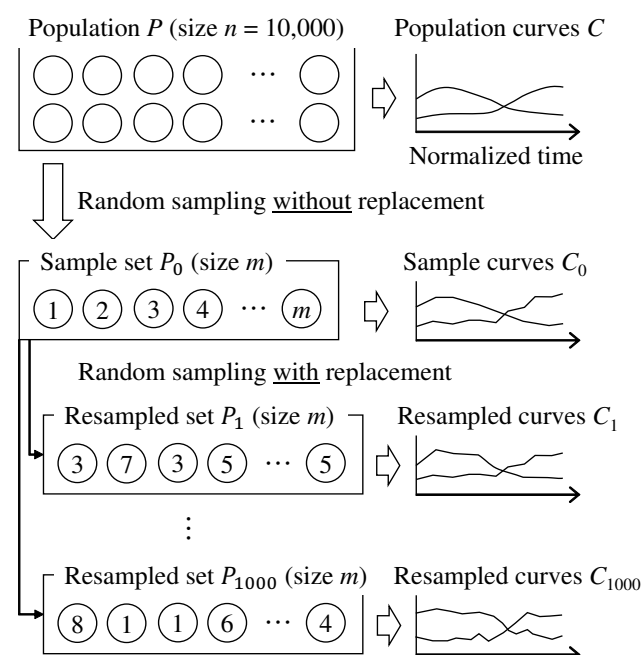 Population P (size n = 10,000)
Population curves C
...
...
Normalized time
Random sampling without replacement
Sample set P₀ (size m)
Sample curves C₀
1 2 3 4 ... m
Random sampling with replacement
Resampled set P₁ (size m)
Resampled curves C₁
3 7 3 5 ... 5
⋮
Resampled set P₁₀₀₀ (size m)
Resampled curves C₁₀₀₀
8 1 1 6 ... 4